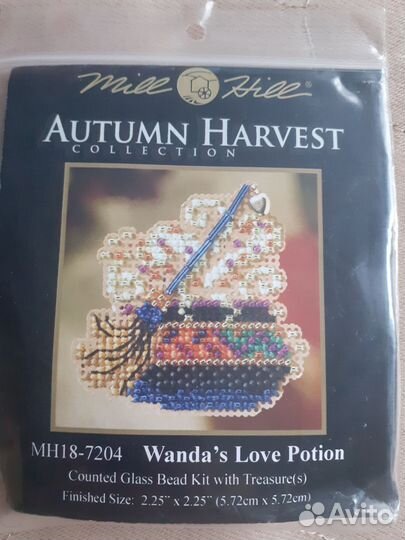 Mill Hill®
AUTUMN HARVEST
COLLECTION
MH18-7204 Wanda's Love Potion
Counted Glass Bead Kit with Treasure(s)
Finished Size: 2.25" x 2.25" (5.72cm x 5.72cm)
Avito